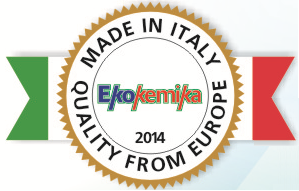 MADE IN ITALY
Ekokemika
2014
QUALITY FROM EUROPE